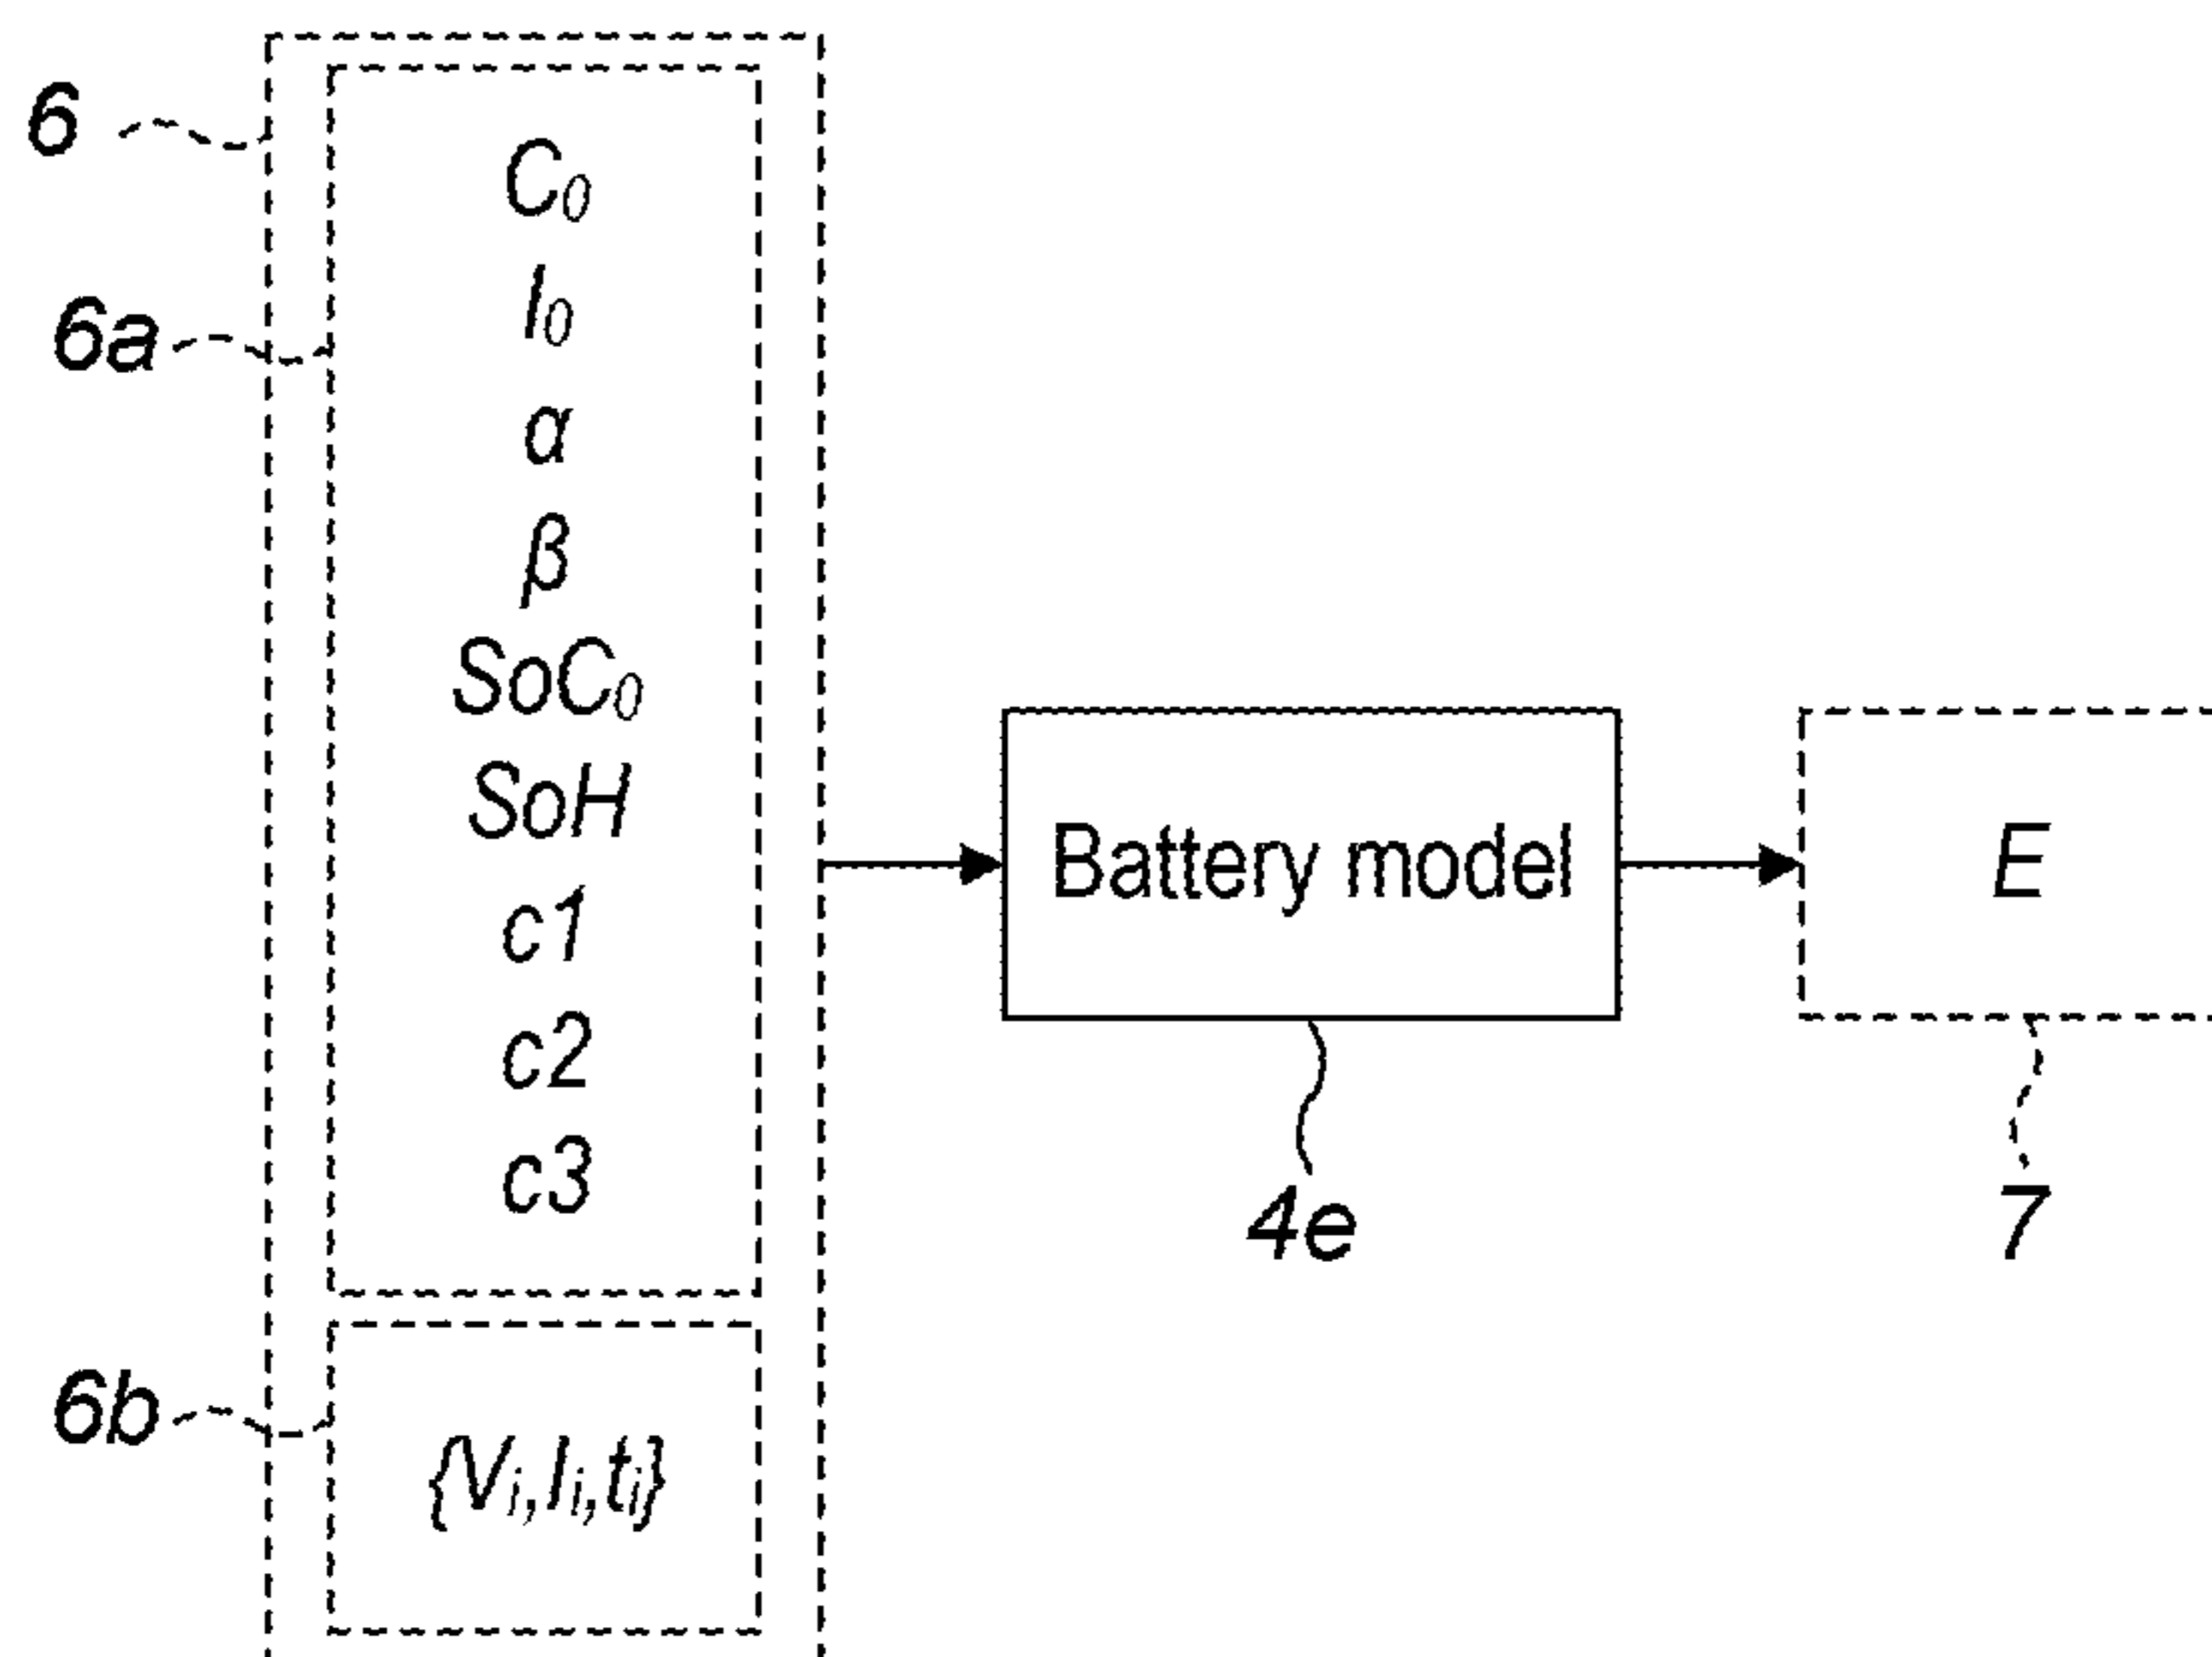 6
6a
C₀
I₀
α
β
SoC₀
SoH
c1
c2
c3
6b
{Vᵢ,Iᵢ,tᵢ}
Battery model
4e
E
7